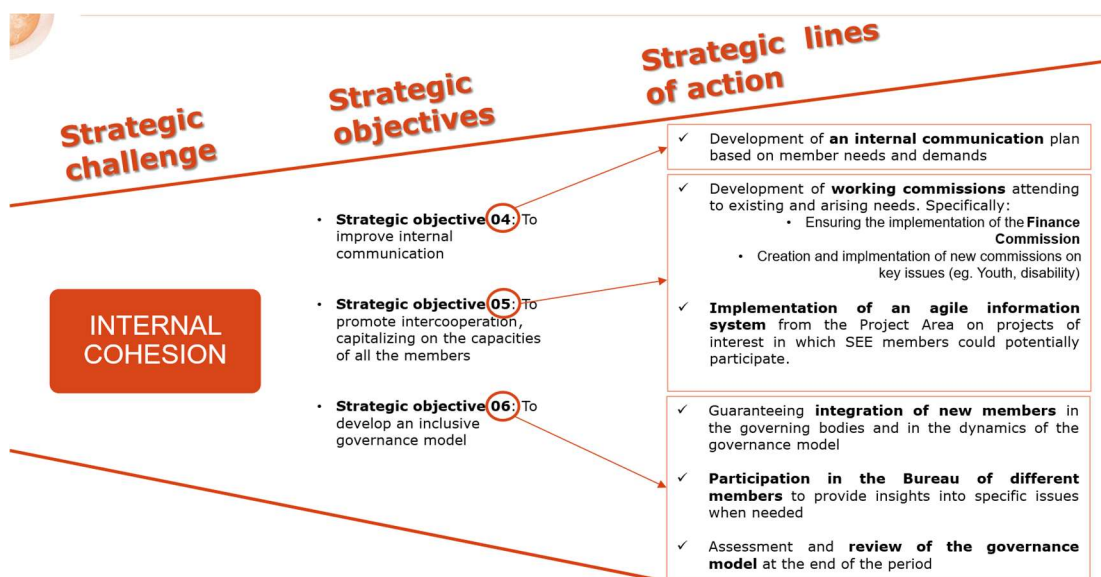 Strategic
challenge
Strategic
objectives
Strategic lines
of action
INTERNAL
COHESION
• Strategic objective 04: To
improve internal
communication
• Strategic objective 05: To
promote intercooperation,
capitalizing on the capacities
of all the members
• Strategic objective 06: To
develop an inclusive
governance model
✓ Development of an internal communication plan
based on member needs and demands
✓ Development of working commissions attending
to existing and arising needs. Specifically:
• Ensuring the implementation of the Finance
Commission
• Creation and implmentation of new commissions on
key issues (eg. Youth, disability)
✓ Implementation of an agile information
system from the Project Area on projects of
interest in which SEE members could potentially
participate.
✓ Guaranteeing integration of new members in
the governing bodies and in the dynamics of the
governance model
✓ Participation in the Bureau of different
members to provide insights into specific issues
when needed
✓ Assessment and review of the governance
model at the end of the period